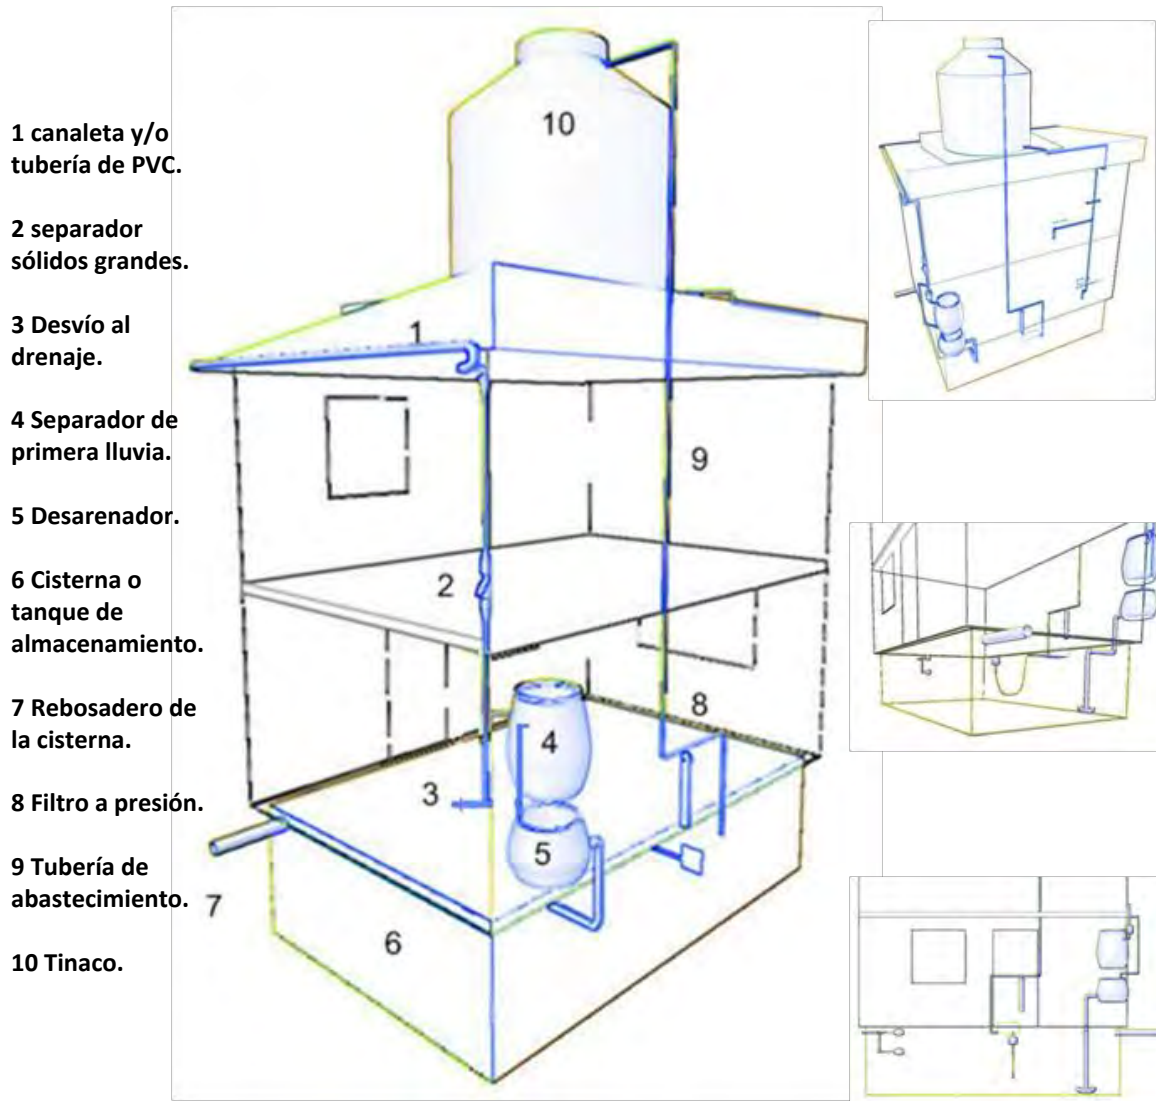 1 canaleta y/o
tubería de PVC.
2 separador
sólidos grandes.
3 Desvío al
drenaje.
4 Separador de
primera lluvia.
5 Desarenador.
6 Cisterna o
tanque de
almacenamiento.
7 Rebosadero de
la cisterna.
8 Filtro a presión.
9 Tubería de
abastecimiento.
10 Tinaco.
10
1
9
2
8
4
3
5
7
6